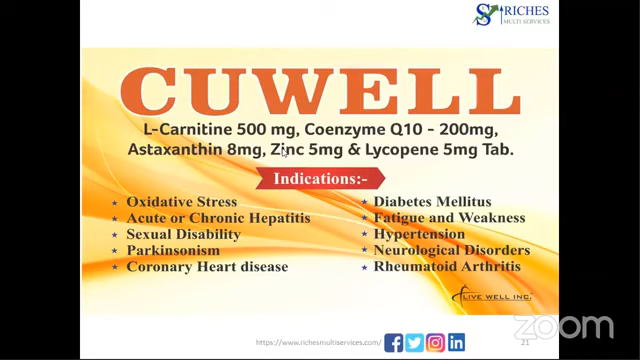 RICHES
MULTI SERVICES
CUWELL
L-Carnitine 500 mg, Coenzyme Q10 - 200mg,
Astaxanthin 8mg, Zinc 5mg & Lycopene 5mg Tab.
Indications:-
Oxidative Stress
Acute or Chronic Hepatitis
Sexual Disability
Parkinsonism
Coronary Heart disease
Diabetes Mellitus
Fatigue and Weakness
Hypertension
Neurological Disorders
Rheumatoid Arthritis
LIVE WELL INC.
https://www.richesmultiservices.com/
21
zoom